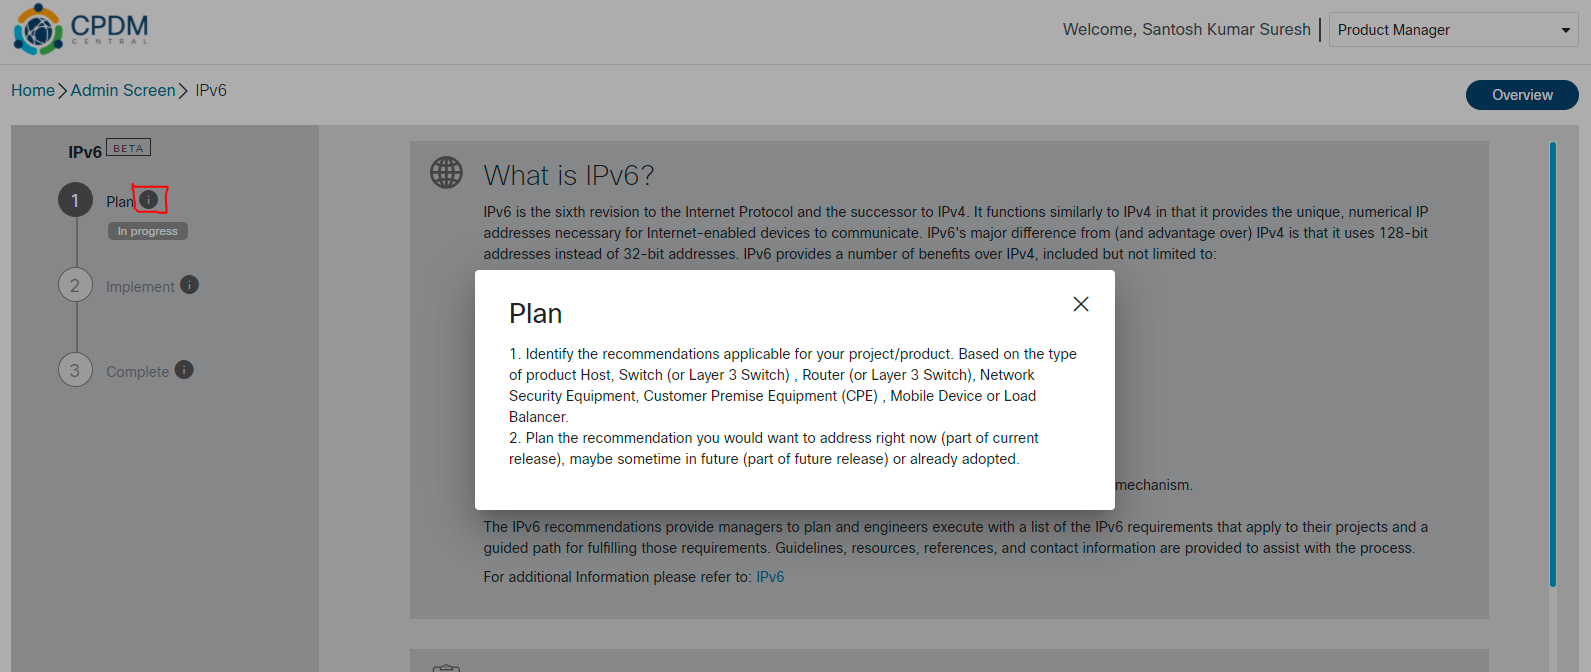 CPDM
CENTRAL
Welcome, Santosh Kumar Suresh
Product Manager
Home
Admin Screen
IPv6
Overview
IPv6
BETA
1
Plan
i
In progress
2
Implement
i
3
Complete
i
What is IPv6?
IPv6 is the sixth revision to the Internet Protocol and the successor to IPv4. It functions similarly to IPv4 in that it provides the unique, numerical IP
addresses necessary for Internet-enabled devices to communicate. IPv6's major difference from (and advantage over) IPv4 is that it uses 128-bit
addresses instead of 32-bit addresses. IPv6 provides a number of benefits over IPv4, included but not limited to:
Plan
1. Identify the recommendations applicable for your project/product. Based on the type
of product Host, Switch (or Layer 3 Switch) , Router (or Layer 3 Switch), Network
Security Equipment, Customer Premise Equipment (CPE) , Mobile Device or Load
Balancer.
2. Plan the recommendation you would want to address right now (part of current
release), maybe sometime in future (part of future release) or already adopted.
mechanism.
The IPv6 recommendations provide managers to plan and engineers execute with a list of the IPv6 requirements that apply to their projects and a
guided path for fulfilling those requirements. Guidelines, resources, references, and contact information are provided to assist with the process.
For additional Information please refer to: IPv6